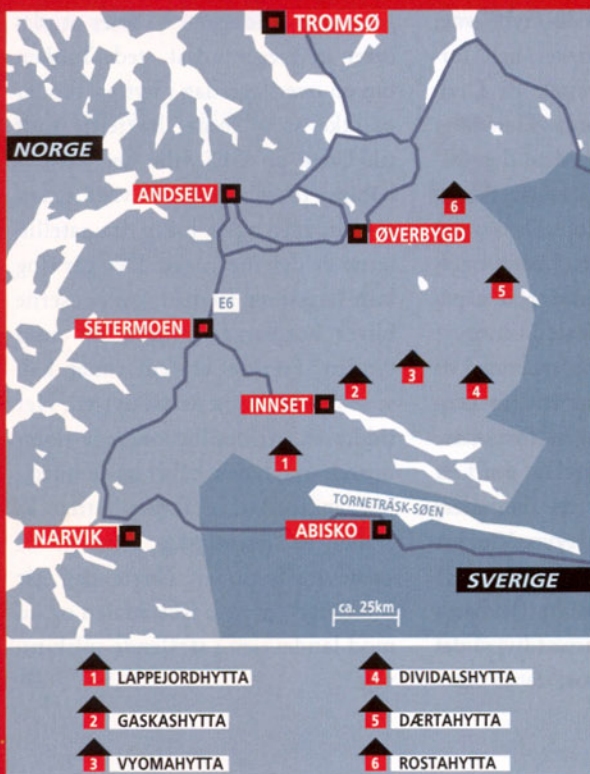 TROMSØ
NORGE
ANDSELV
6
ØVERBYGD
5
E6
SETERMOEN
3
2
4
INNSET
1
TORNETRÄSK-SØEN
NARVIK
ABISKO
SVERIGE
ca. 25km
1 LAPPEJORDHYTTA
4 DIVIDALSHYTTA
2 GASKASHYTTA
5 DÆRTAHYTTA
3 VYOMAHYTTA
6 ROSTAHYTTA